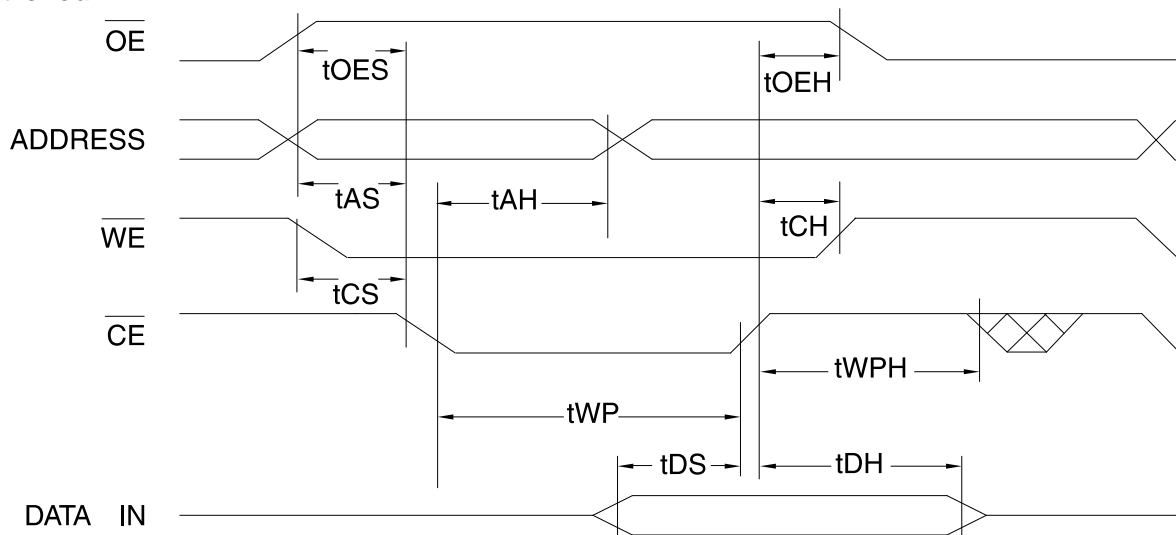 OE
tOES
tOEH
ADDRESS
tAS
tAH
tCH
WE
tCS
CE
tWPH
tWP
tDS
tDH
DATA IN